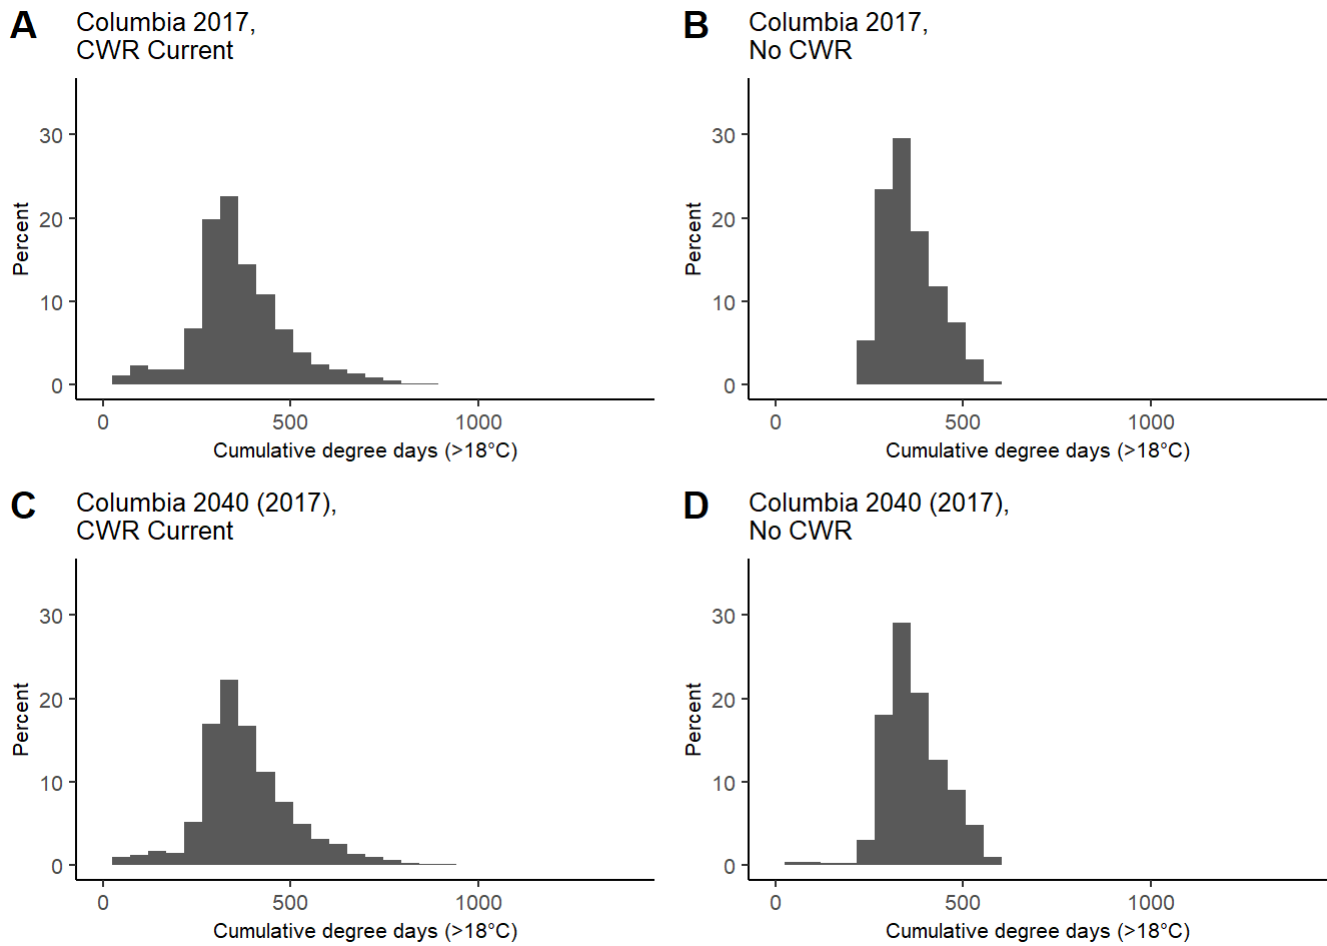 A
Columbia 2017,
CWR Current
30
20
10
0
Percent
0 500 1000
Cumulative degree days (>18°C)
B
Columbia 2017,
No CWR
30
20
10
0
Percent
0 500 1000
Cumulative degree days (>18°C)
C
Columbia 2040 (2017),
CWR Current
30
20
10
0
Percent
0 500 1000
Cumulative degree days (>18°C)
D
Columbia 2040 (2017),
No CWR
30
20
10
0
Percent
0 500 1000
Cumulative degree days (>18°C)